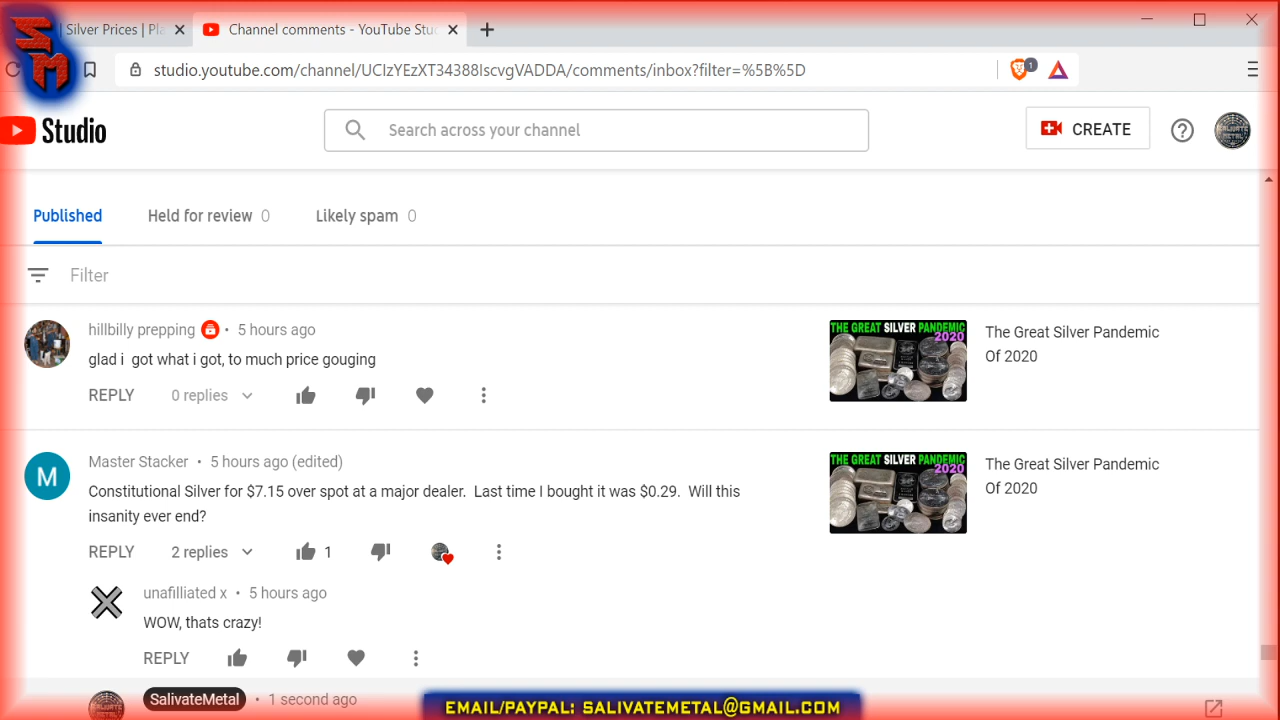 SM
Silver Prices | Pla
Channel comments - YouTube Stu
studio.youtube.com/channel/UCIzYEzXT34388IscvgVADDA/comments/inbox?filter=%5B%5D
1
Studio
Search across your channel
CREATE
Published
Held for review 0
Likely spam 0
Filter
hillbilly prepping • 5 hours ago
glad i got what i got, to much price gouging
REPLY 0 replies
THE GREAT SILVER PANDEMIC
2020
The Great Silver Pandemic
Of 2020
M
Master Stacker • 5 hours ago (edited)
Constitutional Silver for $7.15 over spot at a major dealer. Last time I bought it was $0.29. Will this
insanity ever end?
REPLY 2 replies 1
THE GREAT SILVER PANDEMIC
2020
The Great Silver Pandemic
Of 2020
unafilliated x • 5 hours ago
WOW, thats crazy!
REPLY
SalivateMetal • 1 second ago
EMAIL/PAYPAL: SALIVATEMETAL@GMAIL.COM